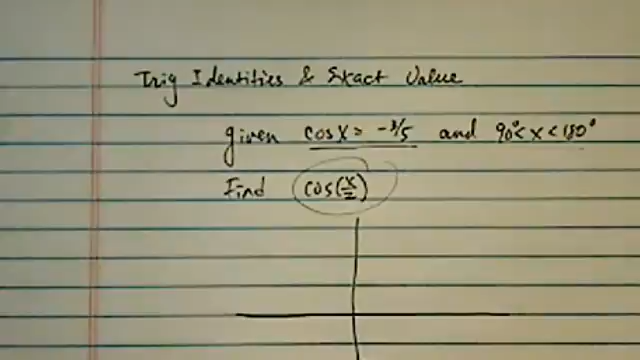 Trig Identities & Exact Value
given cos x = -3/5 and 90° < x < 180°
Find cos(x/2)